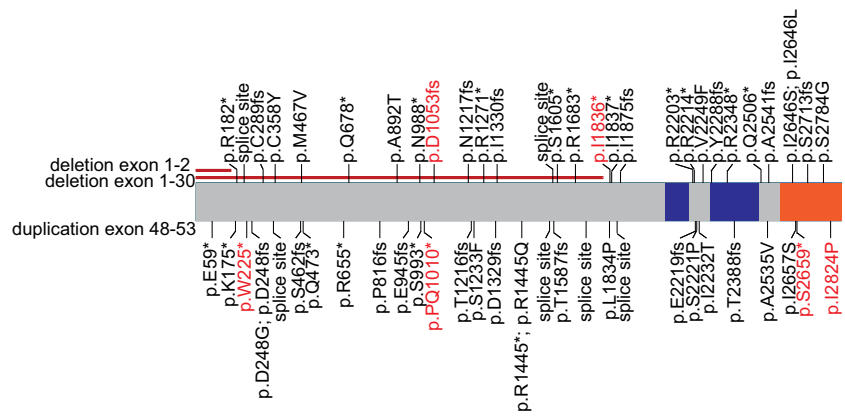 p.R182*
splice site
p.C289fs
p.C358Y
p.M467V
p.Q678*
p.A892T
p.N988*
p.D1053fs
p.N1217fs
p.R1271*
p.I1330fs
splice site
p.S1605*
p.R1683*
p.I1836*
p.I1837*
p.I1875fs
p.R2203*
p.R2214*
p.V2249F
p.Y2288fs
p.R2348*
p.Q2506*
p.A2541fs
p.I2646S; p.I2646L
p.S2713fs
p.S2784G
deletion exon 1-2
deletion exon 1-30
duplication exon 48-53
p.E59*
p.K175*
p.W225*
p.D248G; p.D248fs
splice site
p.S462fs
p.Q473*
p.R655*
p.P816fs
p.E945fs
p.S993*
p.PQ1010*
p.T1216fs
p.S1233F
p.D1329fs
p.R1445*; p.R1445Q
splice site
p.T1587fs
splice site
p.L1834P
splice site
p.E2219fs
p.S2221P
p.I2232T
p.T2388fs
p.A2535V
p.I2657S
p.S2659*
p.I2824P